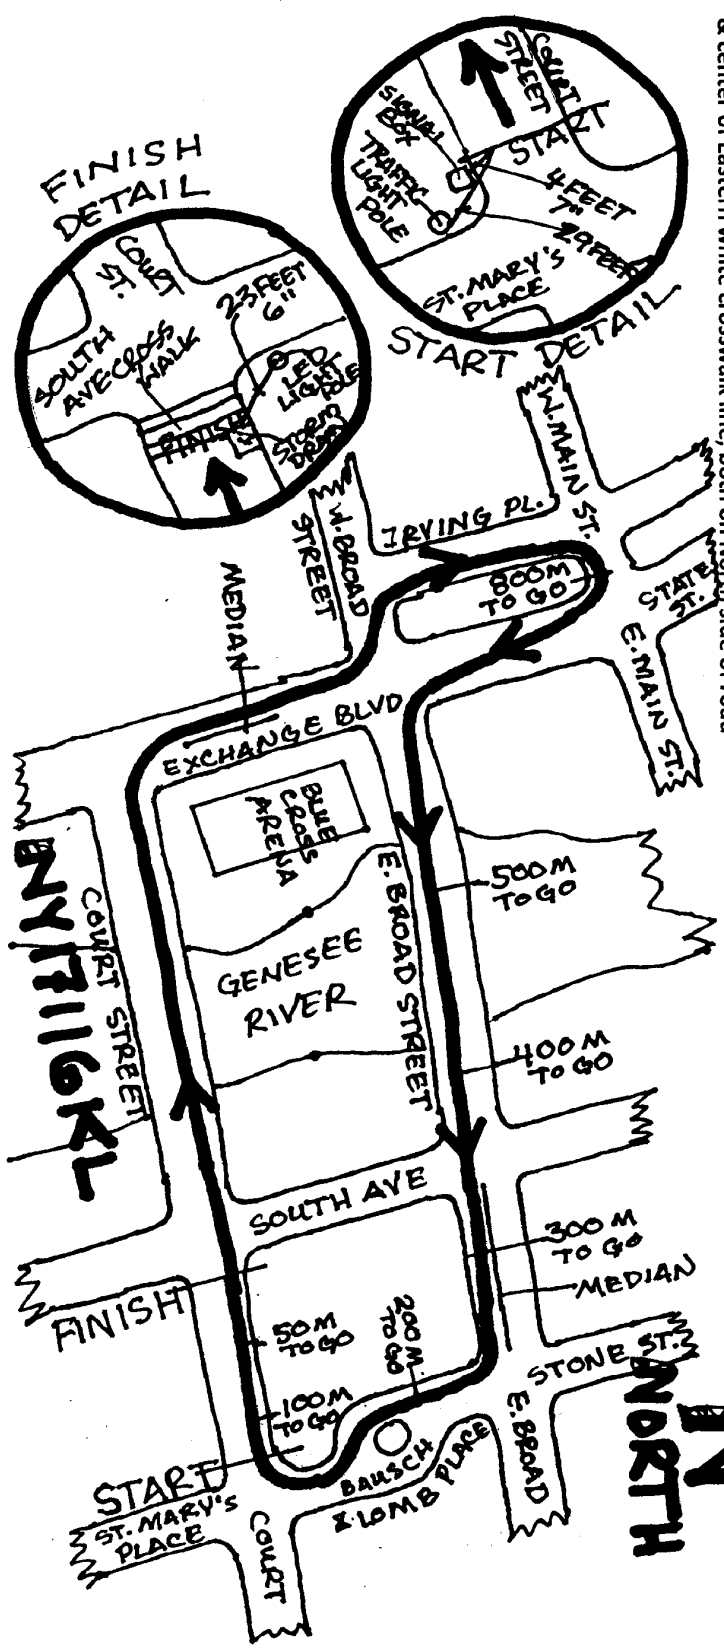 COURT
STREET
START
SIGNAL
BOX
TRAFFIC
LIGHT
POLE
4 FEET
7"
29 FEET
ST. MARY'S
PLACE
START DETAIL
FINISH
DETAIL
COURT
ST.
23 FEET
6"
SOUTH
AVE CROSS
WALK
LED
LIGHT
POLE
FINISH
STORM
DRAIN
W. MAIN ST.
IRVING PL.
W. BROAD
STREET
800M
TO GO
STATE
ST.
E. MAIN ST.
MEDIAN
EXCHANGE BLVD
BLUE
CROSS
ARENA
500M
TO GO
E. BROAD STREET
GENESEE
RIVER
COURT STREET
NY17116KL
400M
TO GO
SOUTH AVE
300M
TO GO
MEDIAN
FINISH
50M
TO GO
200M
TO GO
STONE ST.
100M
TO GO
NORTH
START
ST. MARY'S
PLACE
BAUSCH
& LOMB PLACE
E. BROAD
COURT